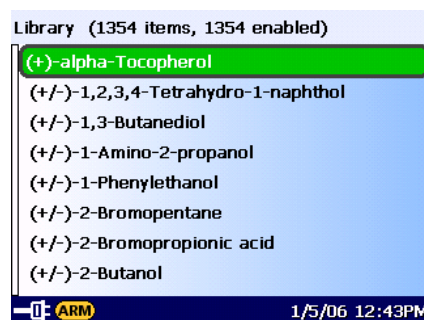 Library (1354 items, 1354 enabled)
(+)-alpha-Tocopherol
(+/-)-1,2,3,4-Tetrahydro-1-naphthol
(+/-)-1,3-Butanediol
(+/-)-1-Amino-2-propanol
(+/-)-1-Phenylethanol
(+/-)-2-Bromopentane
(+/-)-2-Bromopropionic acid
(+/-)-2-Butanol
ARM 1/5/06 12:43PM